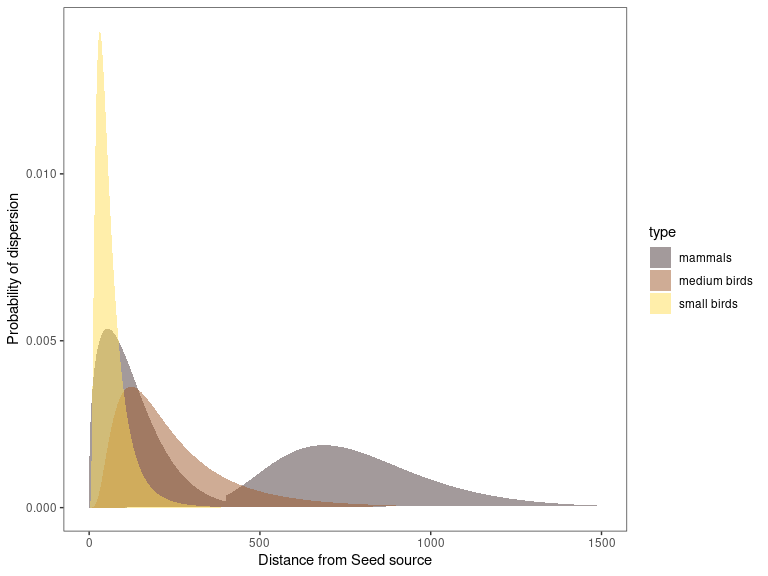 Probability of dispersion
0.010
0.005
0.000
0
500
1000
1500
Distance from Seed source
type
mammals
medium birds
small birds